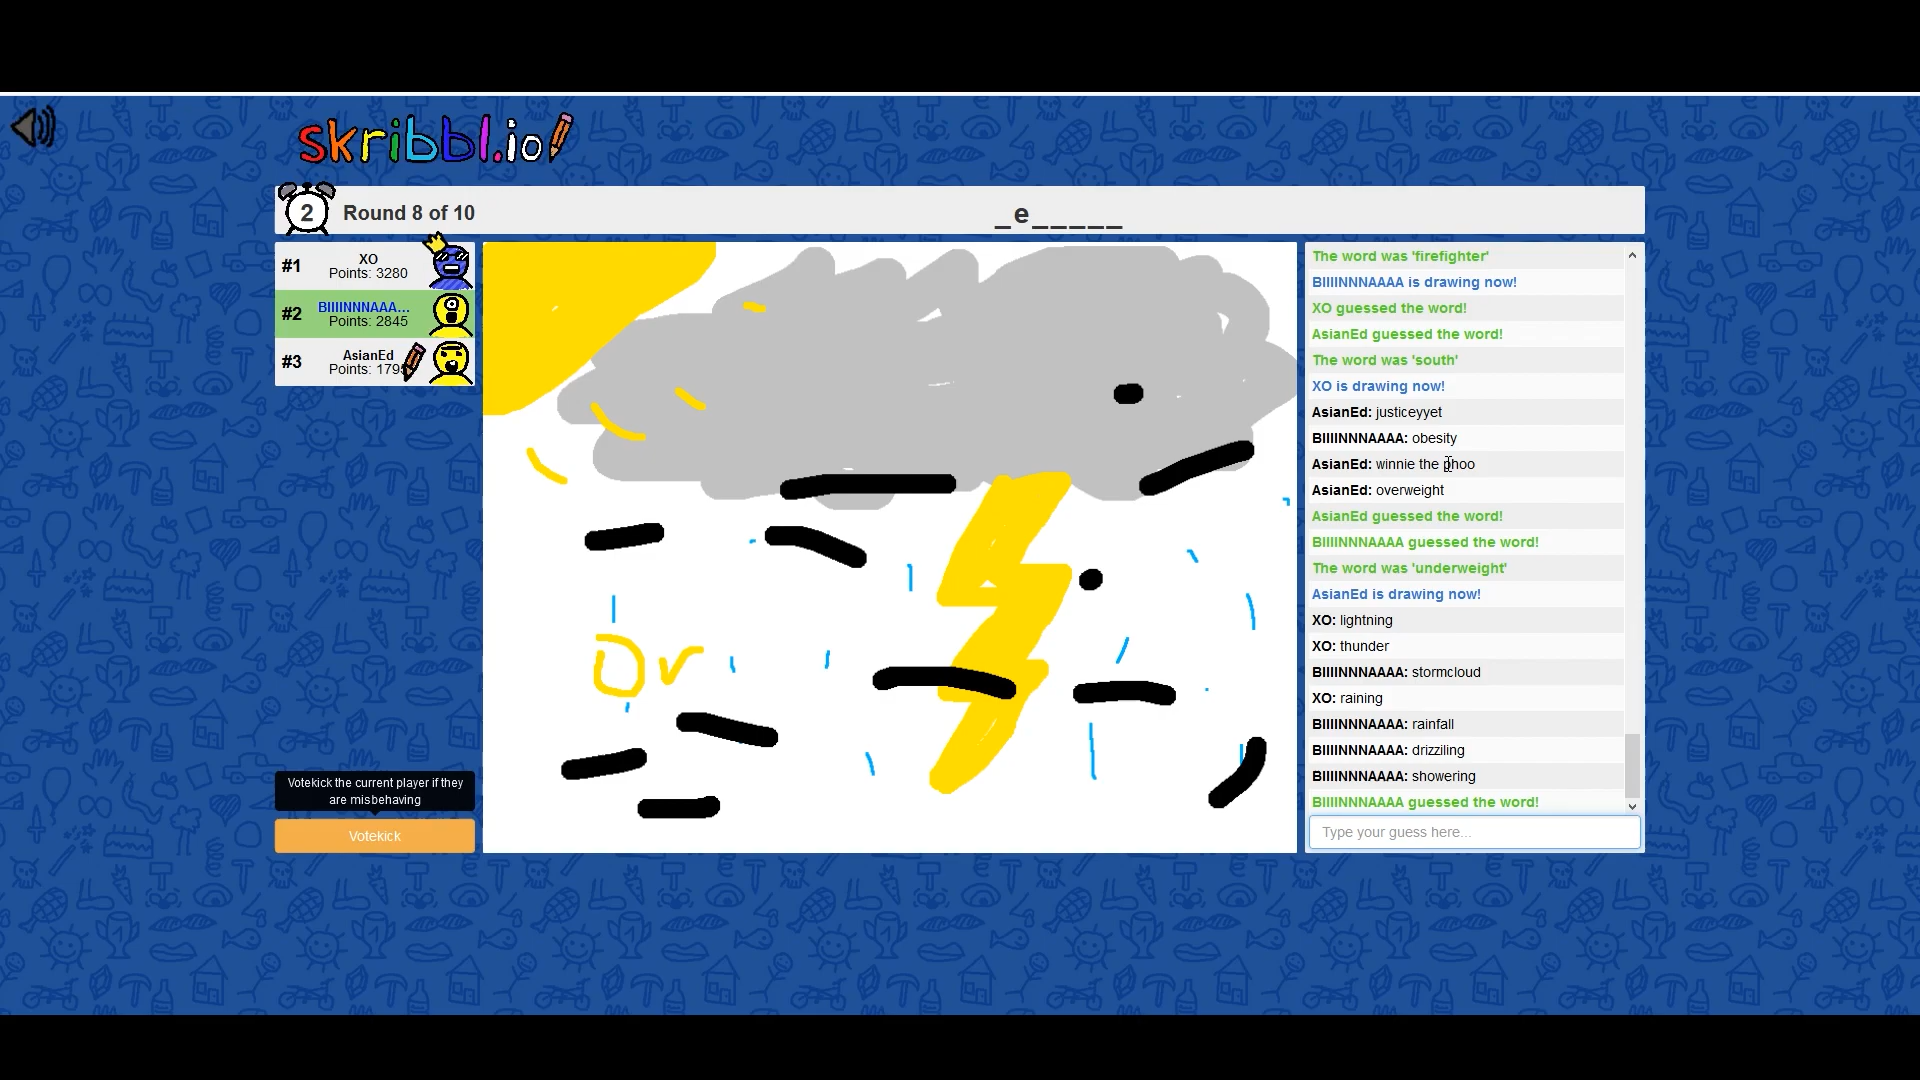 skribbl.io
2
Round 8 of 10
_e_____
#1
XO
Points: 3280
#2
BIIIINNNAAA...
Points: 2845
#3
AsianEd
Points: 1795
Or
The word was 'firefighter'
BIIIINNNAAAA is drawing now!
XO guessed the word!
AsianEd guessed the word!
The word was 'south'
XO is drawing now!
AsianEd: justiceyyet
BIIIINNNAAAA: obesity
AsianEd: winnie the phoo
AsianEd: overweight
AsianEd guessed the word!
BIIIINNNAAAA guessed the word!
The word was 'underweight'
AsianEd is drawing now!
XO: lightning
XO: thunder
BIIIINNNAAAA: stormcloud
XO: raining
BIIIINNNAAAA: rainfall
BIIIINNNAAAA: drizziling
BIIIINNNAAAA: showering
BIIIINNNAAAA guessed the word!
Type your guess here...
Votekick the current player if they
are misbehaving
Votekick